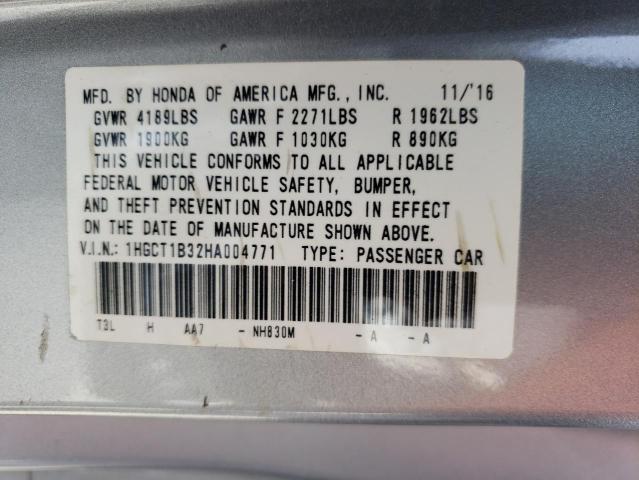 MFD. BY HONDA OF AMERICA MFG., INC. 11/'16
GVWR 4189LBS GAWR F 2271LBS R 1962LBS
GVWR 1900KG GAWR F 1030KG R 890KG
THIS VEHICLE CONFORMS TO ALL APPLICABLE
FEDERAL MOTOR VEHICLE SAFETY, BUMPER,
AND THEFT PREVENTION STANDARDS IN EFFECT
ON THE DATE OF MANUFACTURE SHOWN ABOVE.
V.I.N.: 1HGCT1B32HA004771 TYPE: PASSENGER CAR
T3L H AA7 - NH830M - A - A